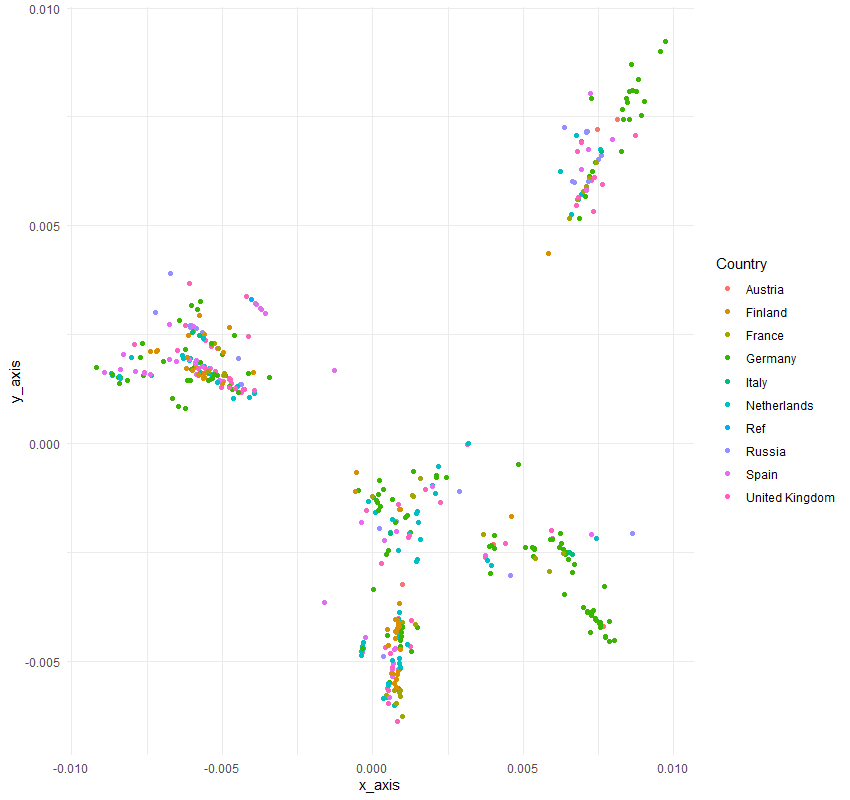 0.010
0.005
0.000
-0.005
y_axis
-0.010
-0.005
0.000
0.005
0.010
x_axis
Country
Austria
Finland
France
Germany
Italy
Netherlands
Ref
Russia
Spain
United Kingdom